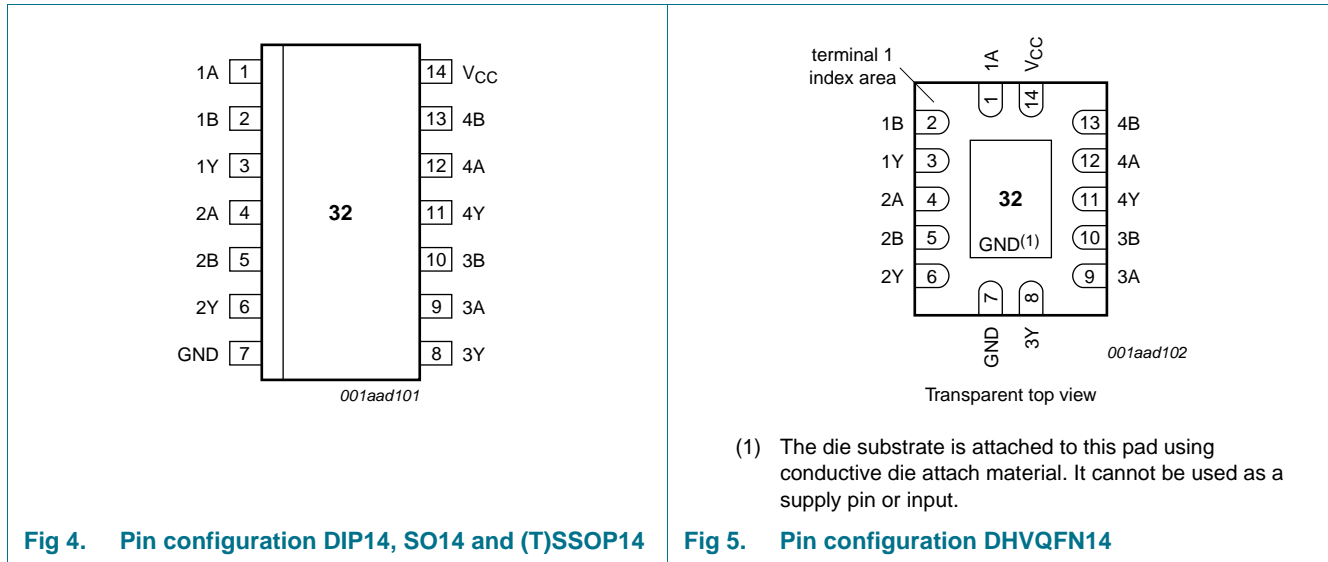 1A 1
1B 2
1Y 3
2A 4
2B 5
2Y 6
GND 7
32
14 VCC
13 4B
12 4A
11 4Y
10 3B
9 3A
8 3Y
001aad101
Fig 4. Pin configuration DIP14, SO14 and (T)SSOP14
terminal 1
index area
1A
VCC
1
14
1B 2
1Y 3
2A 4
2B 5
2Y 6
32
GND(1)
13 4B
12 4A
11 4Y
10 3B
9 3A
7
8
GND
3Y
001aad102
Transparent top view
(1) The die substrate is attached to this pad using
conductive die attach material. It cannot be used as a
supply pin or input.
Fig 5. Pin configuration DHVQFN14